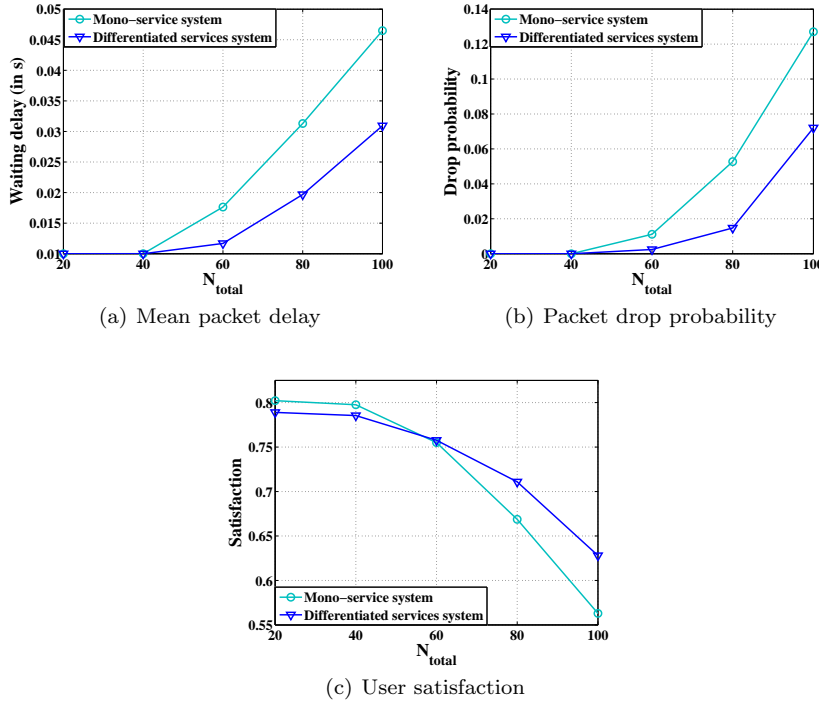 0.05
0.045
0.04
0.035
0.03
0.025
0.02
0.015
0.01
Waiting delay (in s)
Mono-service system
Differentiated services system
20 40 60 80 100
N_total
(a) Mean packet delay
0.14
0.12
0.1
0.08
0.06
0.04
0.02
0
Drop probability
Mono-service system
Differentiated services system
20 40 60 80 100
N_total
(b) Packet drop probability
0.8
0.75
0.7
0.65
0.6
0.55
Satisfaction
Mono-service system
Differentiated services system
20 40 60 80 100
N_total
(c) User satisfaction